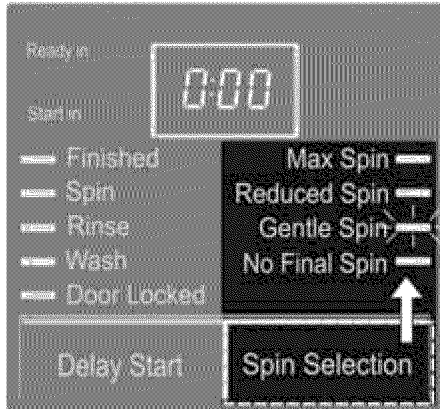 Ready in
0:00
Start in
Finished
Spin
Rinse
Wash
Door Locked
Max Spin
Reduced Spin
Gentle Spin
No Final Spin
Delay Start
Spin Selection